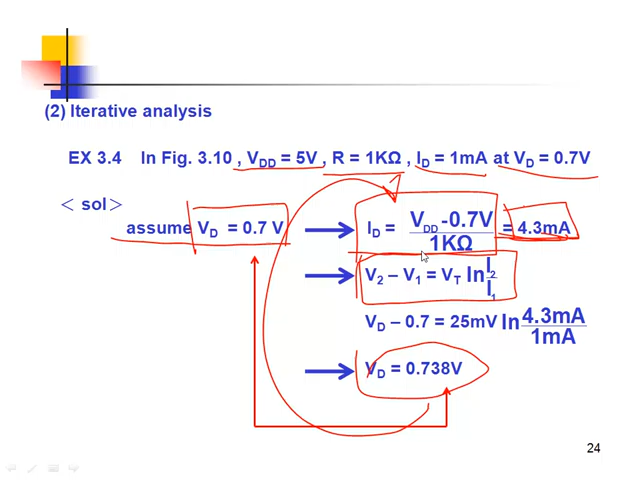 (2) Iterative analysis
EX 3.4 In Fig. 3.10 , VDD = 5V , R = 1KΩ , ID = 1mA at VD = 0.7V
＜ sol＞
assume VD = 0.7 V ID = VDD -0.7V / 1KΩ = 4.3mA
V2 – V1 = VT ln I2 / I1
VD – 0.7 = 25mV ln 4.3mA / 1mA
VD = 0.738V
24